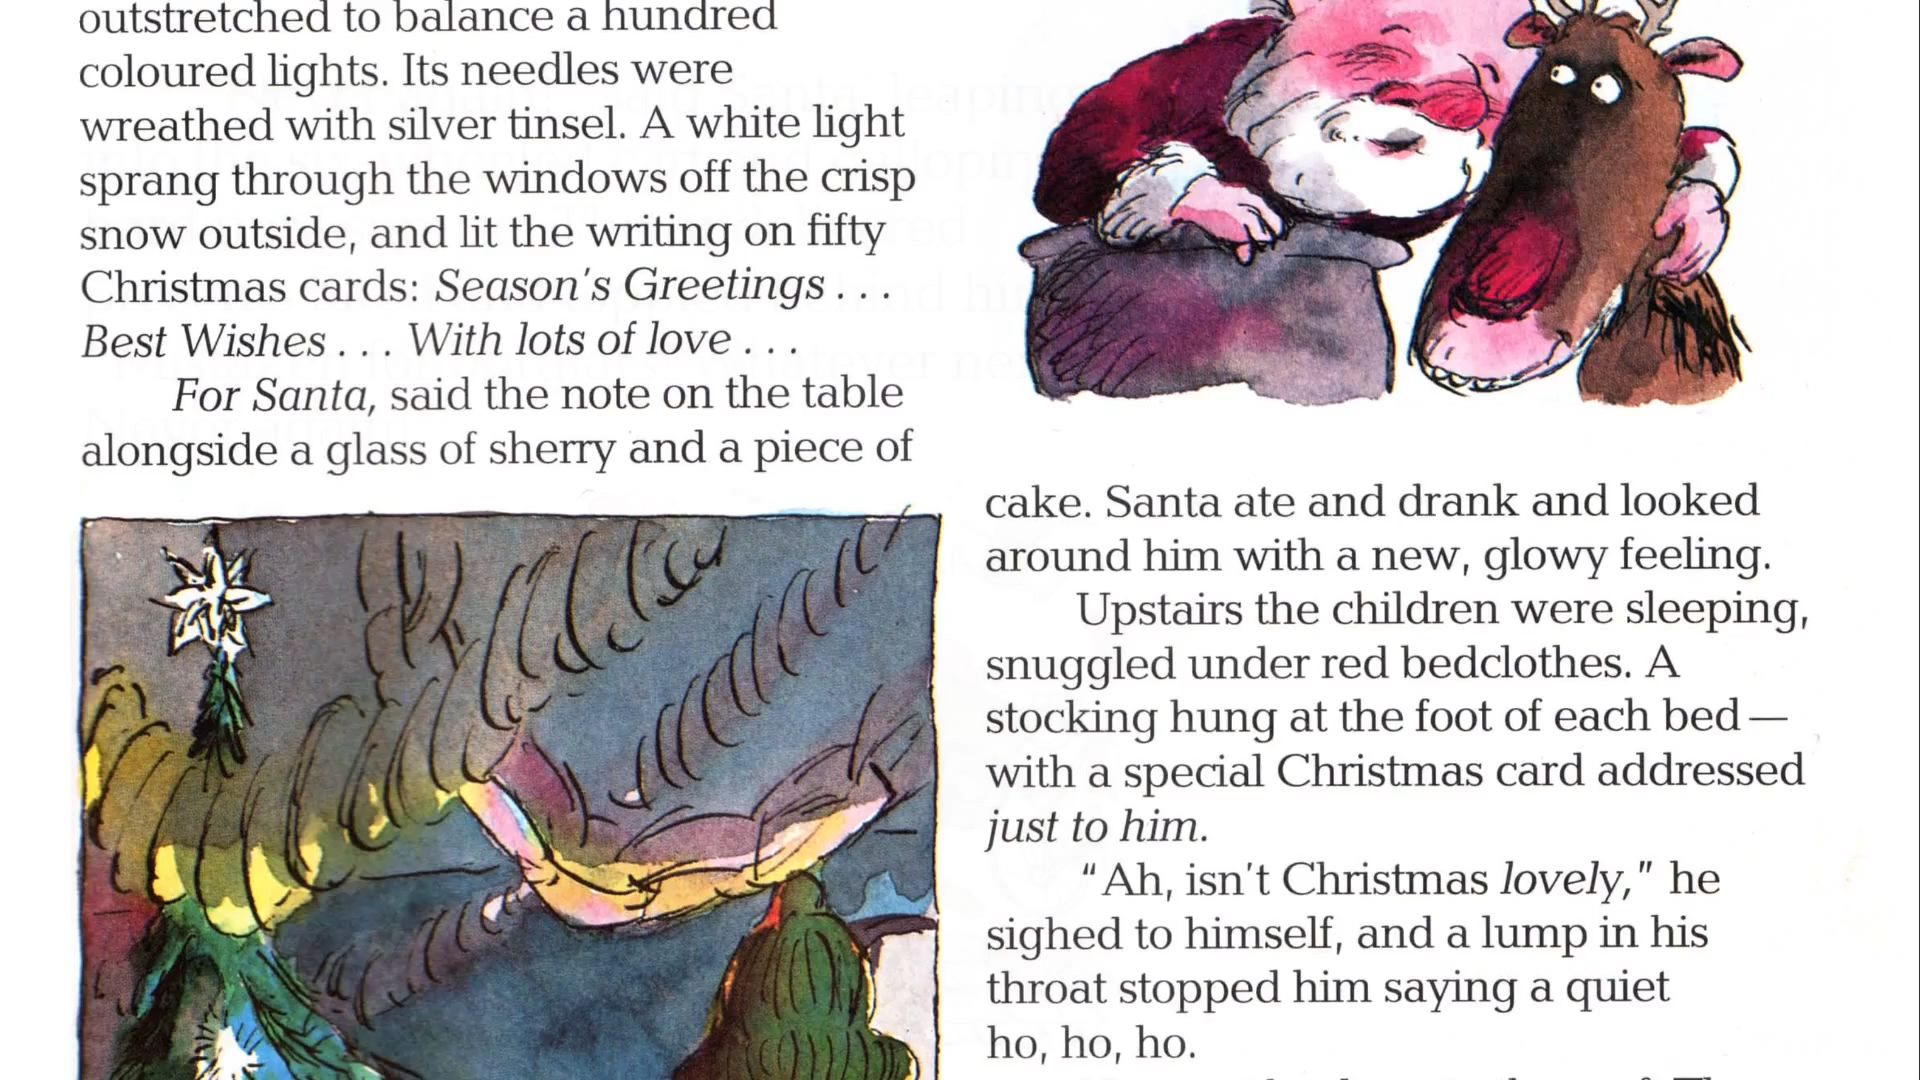 outstretched to balance a hundred
coloured lights. Its needles were
wreathed with silver tinsel. A white light
sprang through the windows off the crisp
snow outside, and lit the writing on fifty
Christmas cards: Season's Greetings . . .
Best Wishes . . . With lots of love . . .
For Santa, said the note on the table
alongside a glass of sherry and a piece of
cake. Santa ate and drank and looked
around him with a new, glowy feeling.
Upstairs the children were sleeping,
snuggled under red bedclothes. A
stocking hung at the foot of each bed—
with a special Christmas card addressed
just to him.
"Ah, isn't Christmas lovely," he
sighed to himself, and a lump in his
throat stopped him saying a quiet
ho, ho, ho.